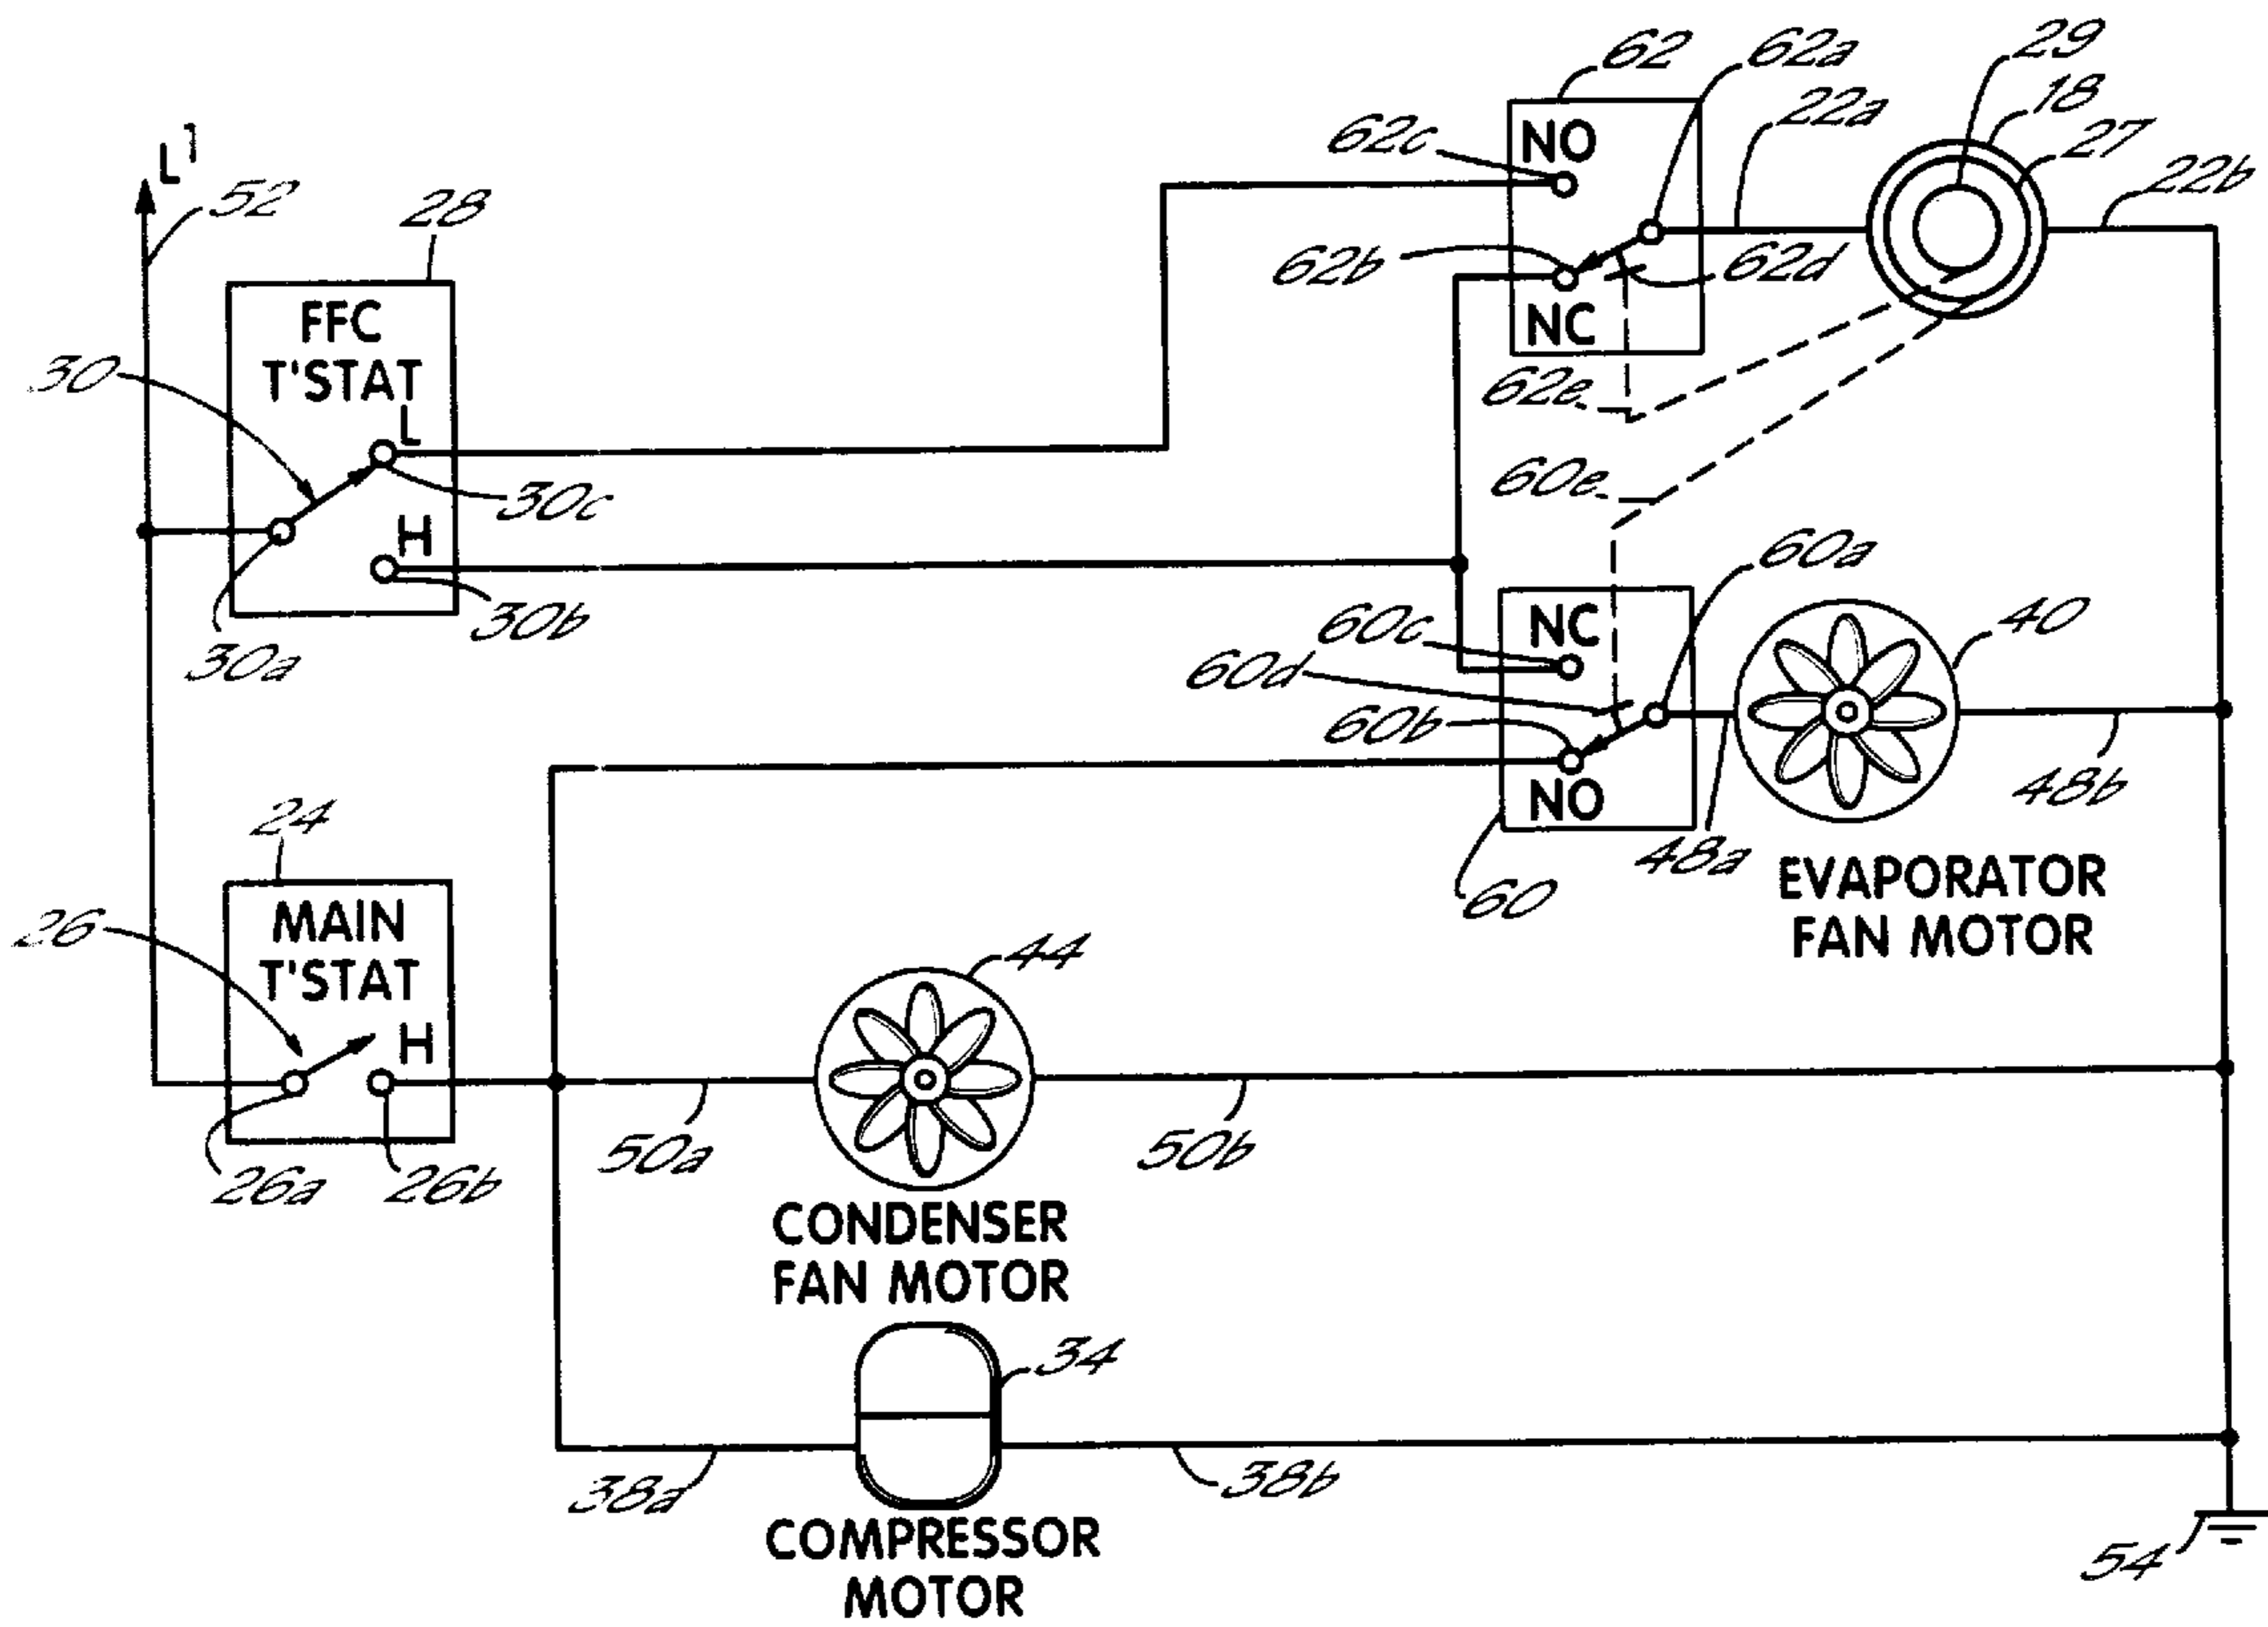 29
62
62a
18
22a
27
62c
NO
22b
L1
52
28
62b
62d
NC
FFC
T'STAT
30
L
62e
30c
60e
H
60a
30b
60c
NC
40
30a
60d
60b
NO
48b
24
48a
60
EVAPORATOR
FAN MOTOR
26
MAIN
T'STAT
44
H
50a
50b
26a
26b
CONDENSER
FAN MOTOR
34
38a
38b
COMPRESSOR
MOTOR
54